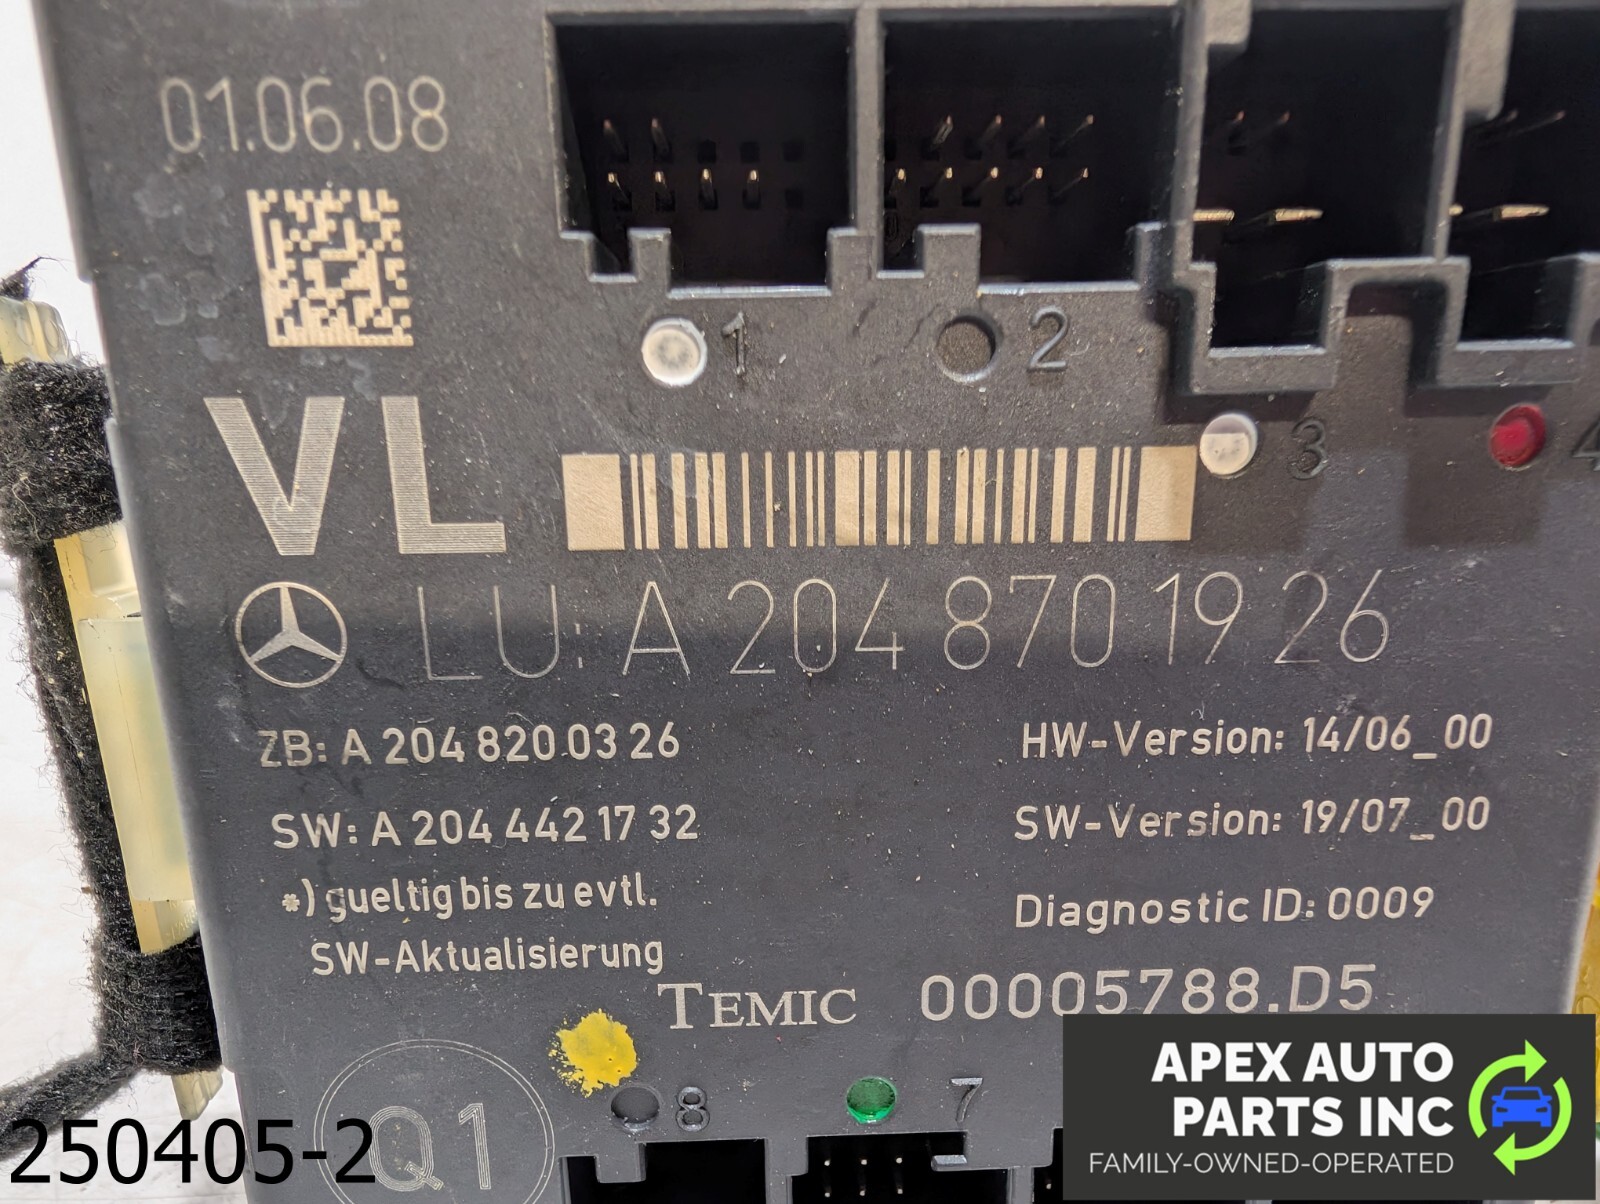 01.06.08
1
2
3
4
VL
LU: A 204 870 19 26
ZB: A 204 820 03 26
HW-Version: 14/06_00
SW: A 204 442 17 32
SW-Version: 19/07_00
*) gueltig bis zu evtl.
SW-Aktualisierung
Diagnostic ID: 0009
TEMIC 00005788.D5
8
7
Q1
250405-2
APEX AUTO
PARTS INC
FAMILY-OWNED-OPERATED